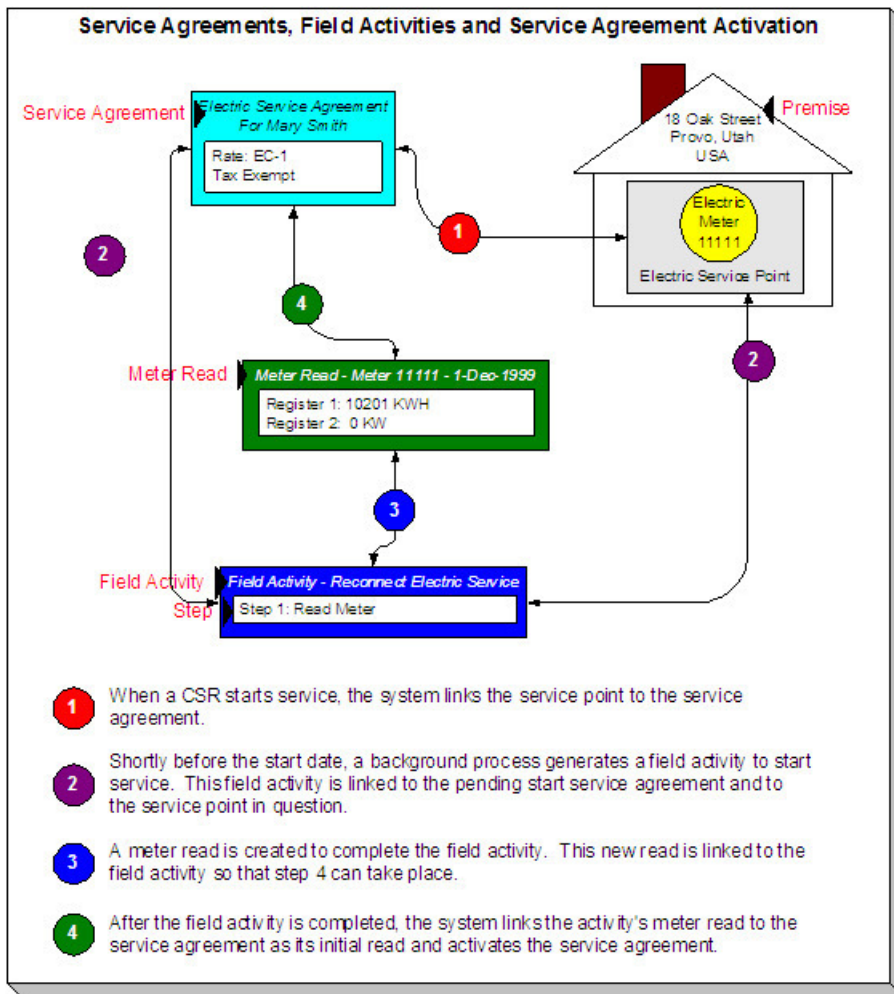 Service Agreements, Field Activities and Service Agreement Activation
Service Agreement
Electric Service Agreement
For Mary Smith
Rate: EC-1
Tax Exempt
18 Oak Street
Provo, Utah
USA
Premise
Electric
Meter
11111
Electric Service Point
1
2
4
2
Meter Read
Meter Read - Meter 11111 - 1-Dec-1999
Register 1: 10201 KWH
Register 2: 0 KW
3
Field Activity
Field Activity - Reconnect Electric Service
Step
Step 1: Read Meter
1
When a CSR starts service, the system links the service point to the service
agreement.
2
Shortly before the start date, a background process generates a field activity to start
service. This field activity is linked to the pending start service agreement and to
the service point in question.
3
A meter read is created to complete the field activity. This new read is linked to the
field activity so that step 4 can take place.
4
After the field activity is completed, the system links the activity's meter read to the
service agreement as its initial read and activates the service agreement.